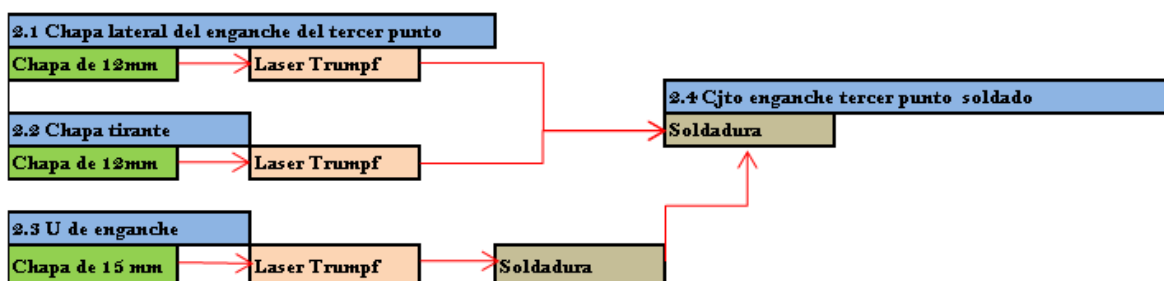 2.1 Chapa lateral del enganche del tercer punto
Chapa de 12mm
Laser Trumpf
2.4 Cjto enganche tercer punto soldado
2.2 Chapa tirante
Soldadura
Chapa de 12mm
Laser Trumpf
2.3 U de enganche
Chapa de 15 mm
Laser Trumpf
Soldadura